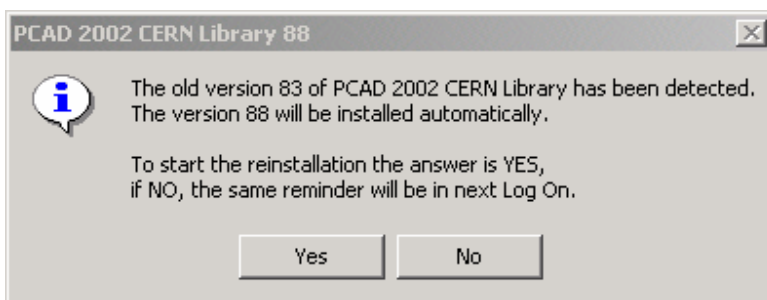 PCAD 2002 CERN Library 88
The old version 83 of PCAD 2002 CERN Library has been detected.
The version 88 will be installed automatically.
To start the reinstallation the answer is YES,
if NO, the same reminder will be in next Log On.
Yes No